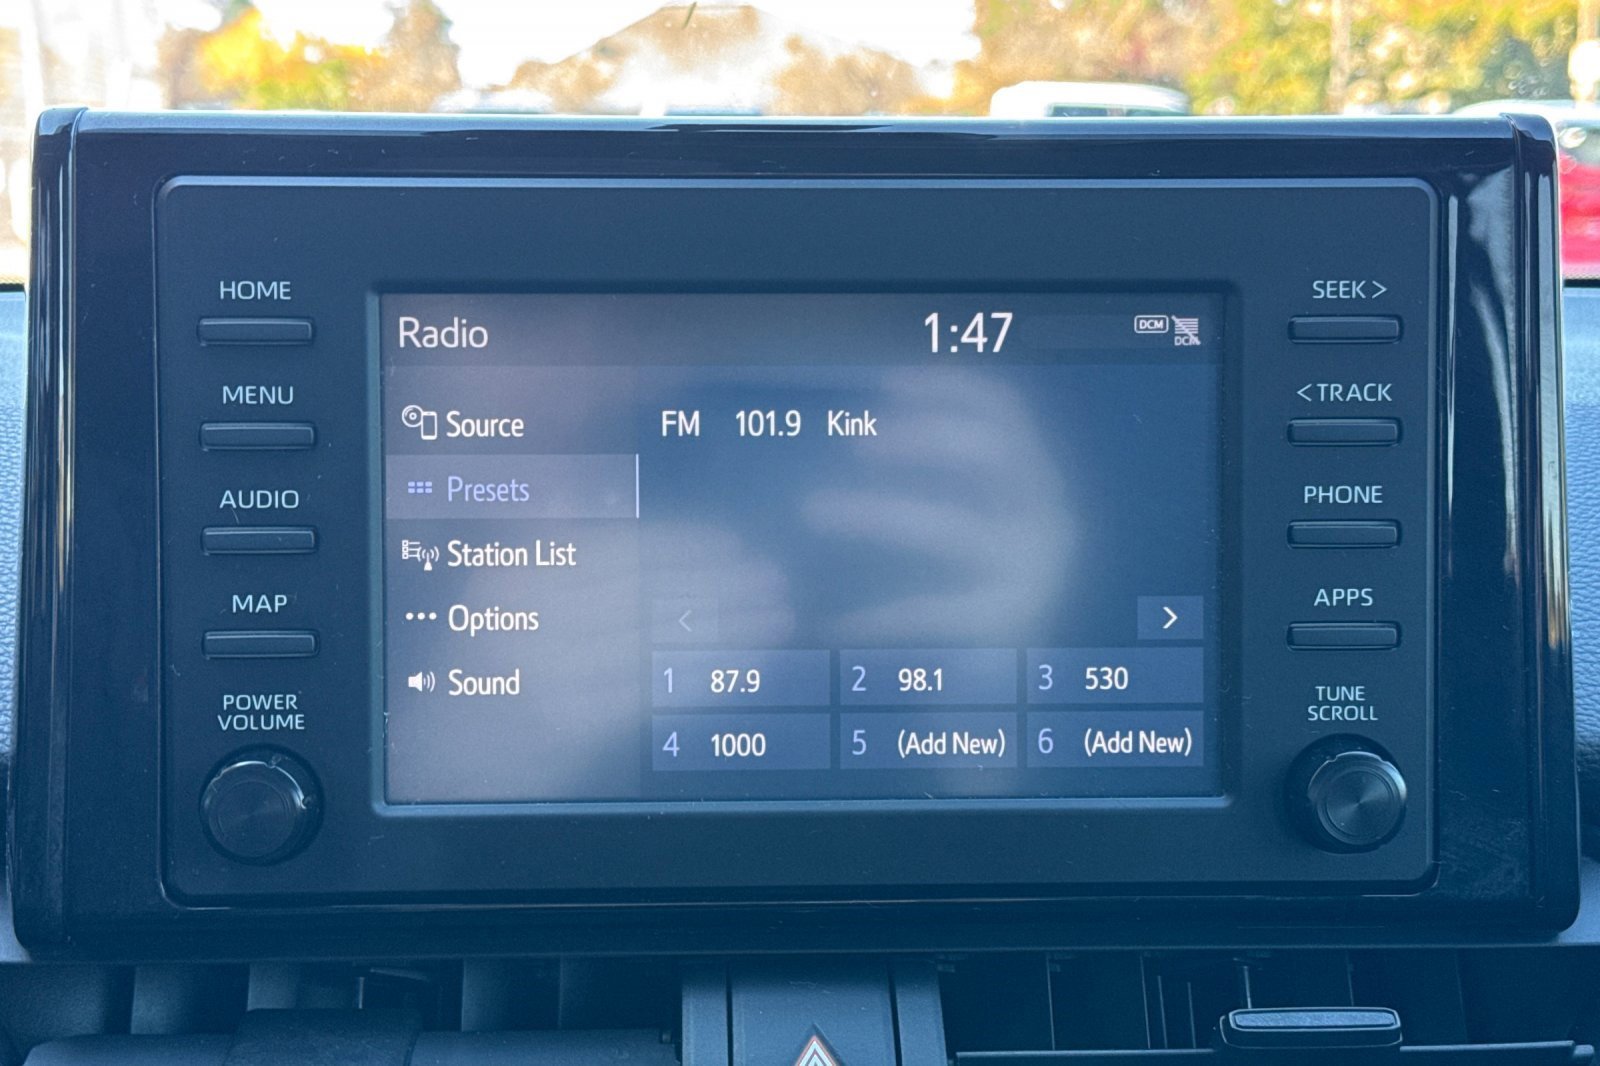 HOME
MENU
AUDIO
MAP
POWER
VOLUME
Radio
1:47
DCM
DCM
Source
Presets
Station List
Options
Sound
FM 101.9 Kink
< >
1 87.9 2 98.1 3 530
4 1000 5 (Add New) 6 (Add New)
SEEK >
< TRACK
PHONE
APPS
TUNE
SCROLL